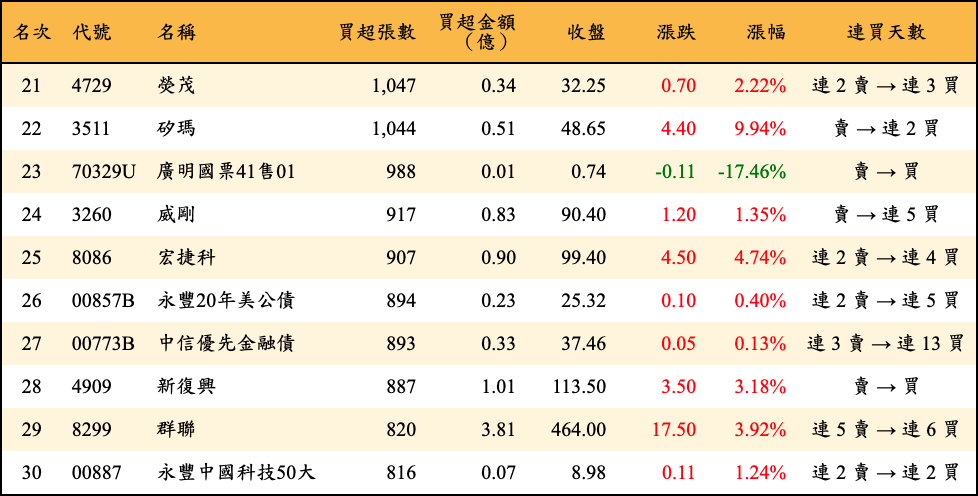 名次 代號 名稱 買超張數 買超金額（億） 收盤 漲跌 漲幅 連買天數
21 4729 熒茂 1,047 0.34 32.25 0.70 2.22% 連 2 賣 → 連 3 買
22 3511 矽瑪 1,044 0.51 48.65 4.40 9.94% 賣 → 連 2 買
23 70329U 廣明國票41售01 988 0.01 0.74 -0.11 -17.46% 賣 → 買
24 3260 威剛 917 0.83 90.40 1.20 1.35% 賣 → 連 5 買
25 8086 宏捷科 907 0.90 99.40 4.50 4.74% 連 2 賣 → 連 4 買
26 00857B 永豐20年美公債 894 0.23 25.32 0.10 0.40% 連 2 賣 → 連 5 買
27 00773B 中信優先金融債 893 0.33 37.46 0.05 0.13% 連 3 賣 → 連 13 買
28 4909 新復興 887 1.01 113.50 3.50 3.18% 賣 → 買
29 8299 群聯 820 3.81 464.00 17.50 3.92% 連 5 賣 → 連 6 買
30 00887 永豐中國科技50大 816 0.07 8.98 0.11 1.24% 連 2 賣 → 連 2 買